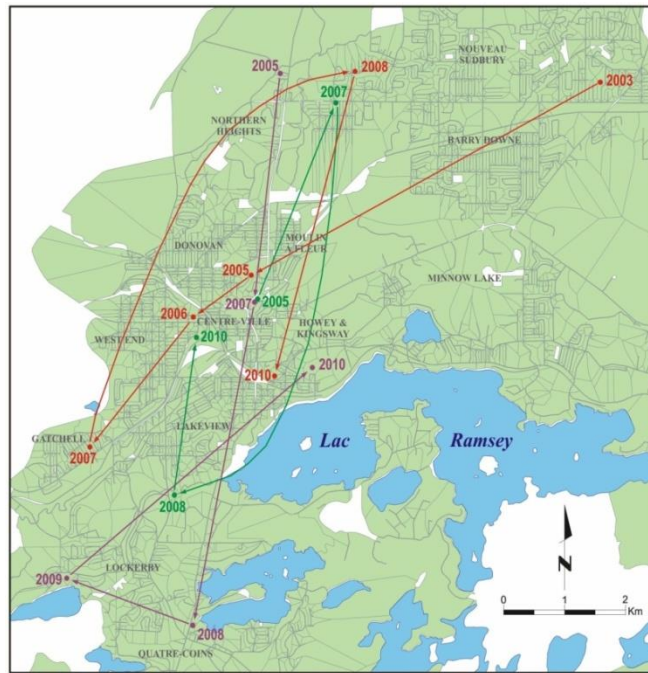 NOUVEAU
SUDBURY
2005
2008
2003
2007
NORTHERN
HEIGHTS
BARRY DOWNE
DONOVAN
MOULIN
À FLEUR
2005
MINNOW LAKE
2007
2005
2006
CENTRE-VILLE
HOWEY &
KINGSWAY
WEST END
2010
2010
2010
LAKEVIEW
GATCHELL
Lac Ramsey
2007
2008
N
LOCKERBY
2009
0 1 2
Km
2008
QUATRE-COINS